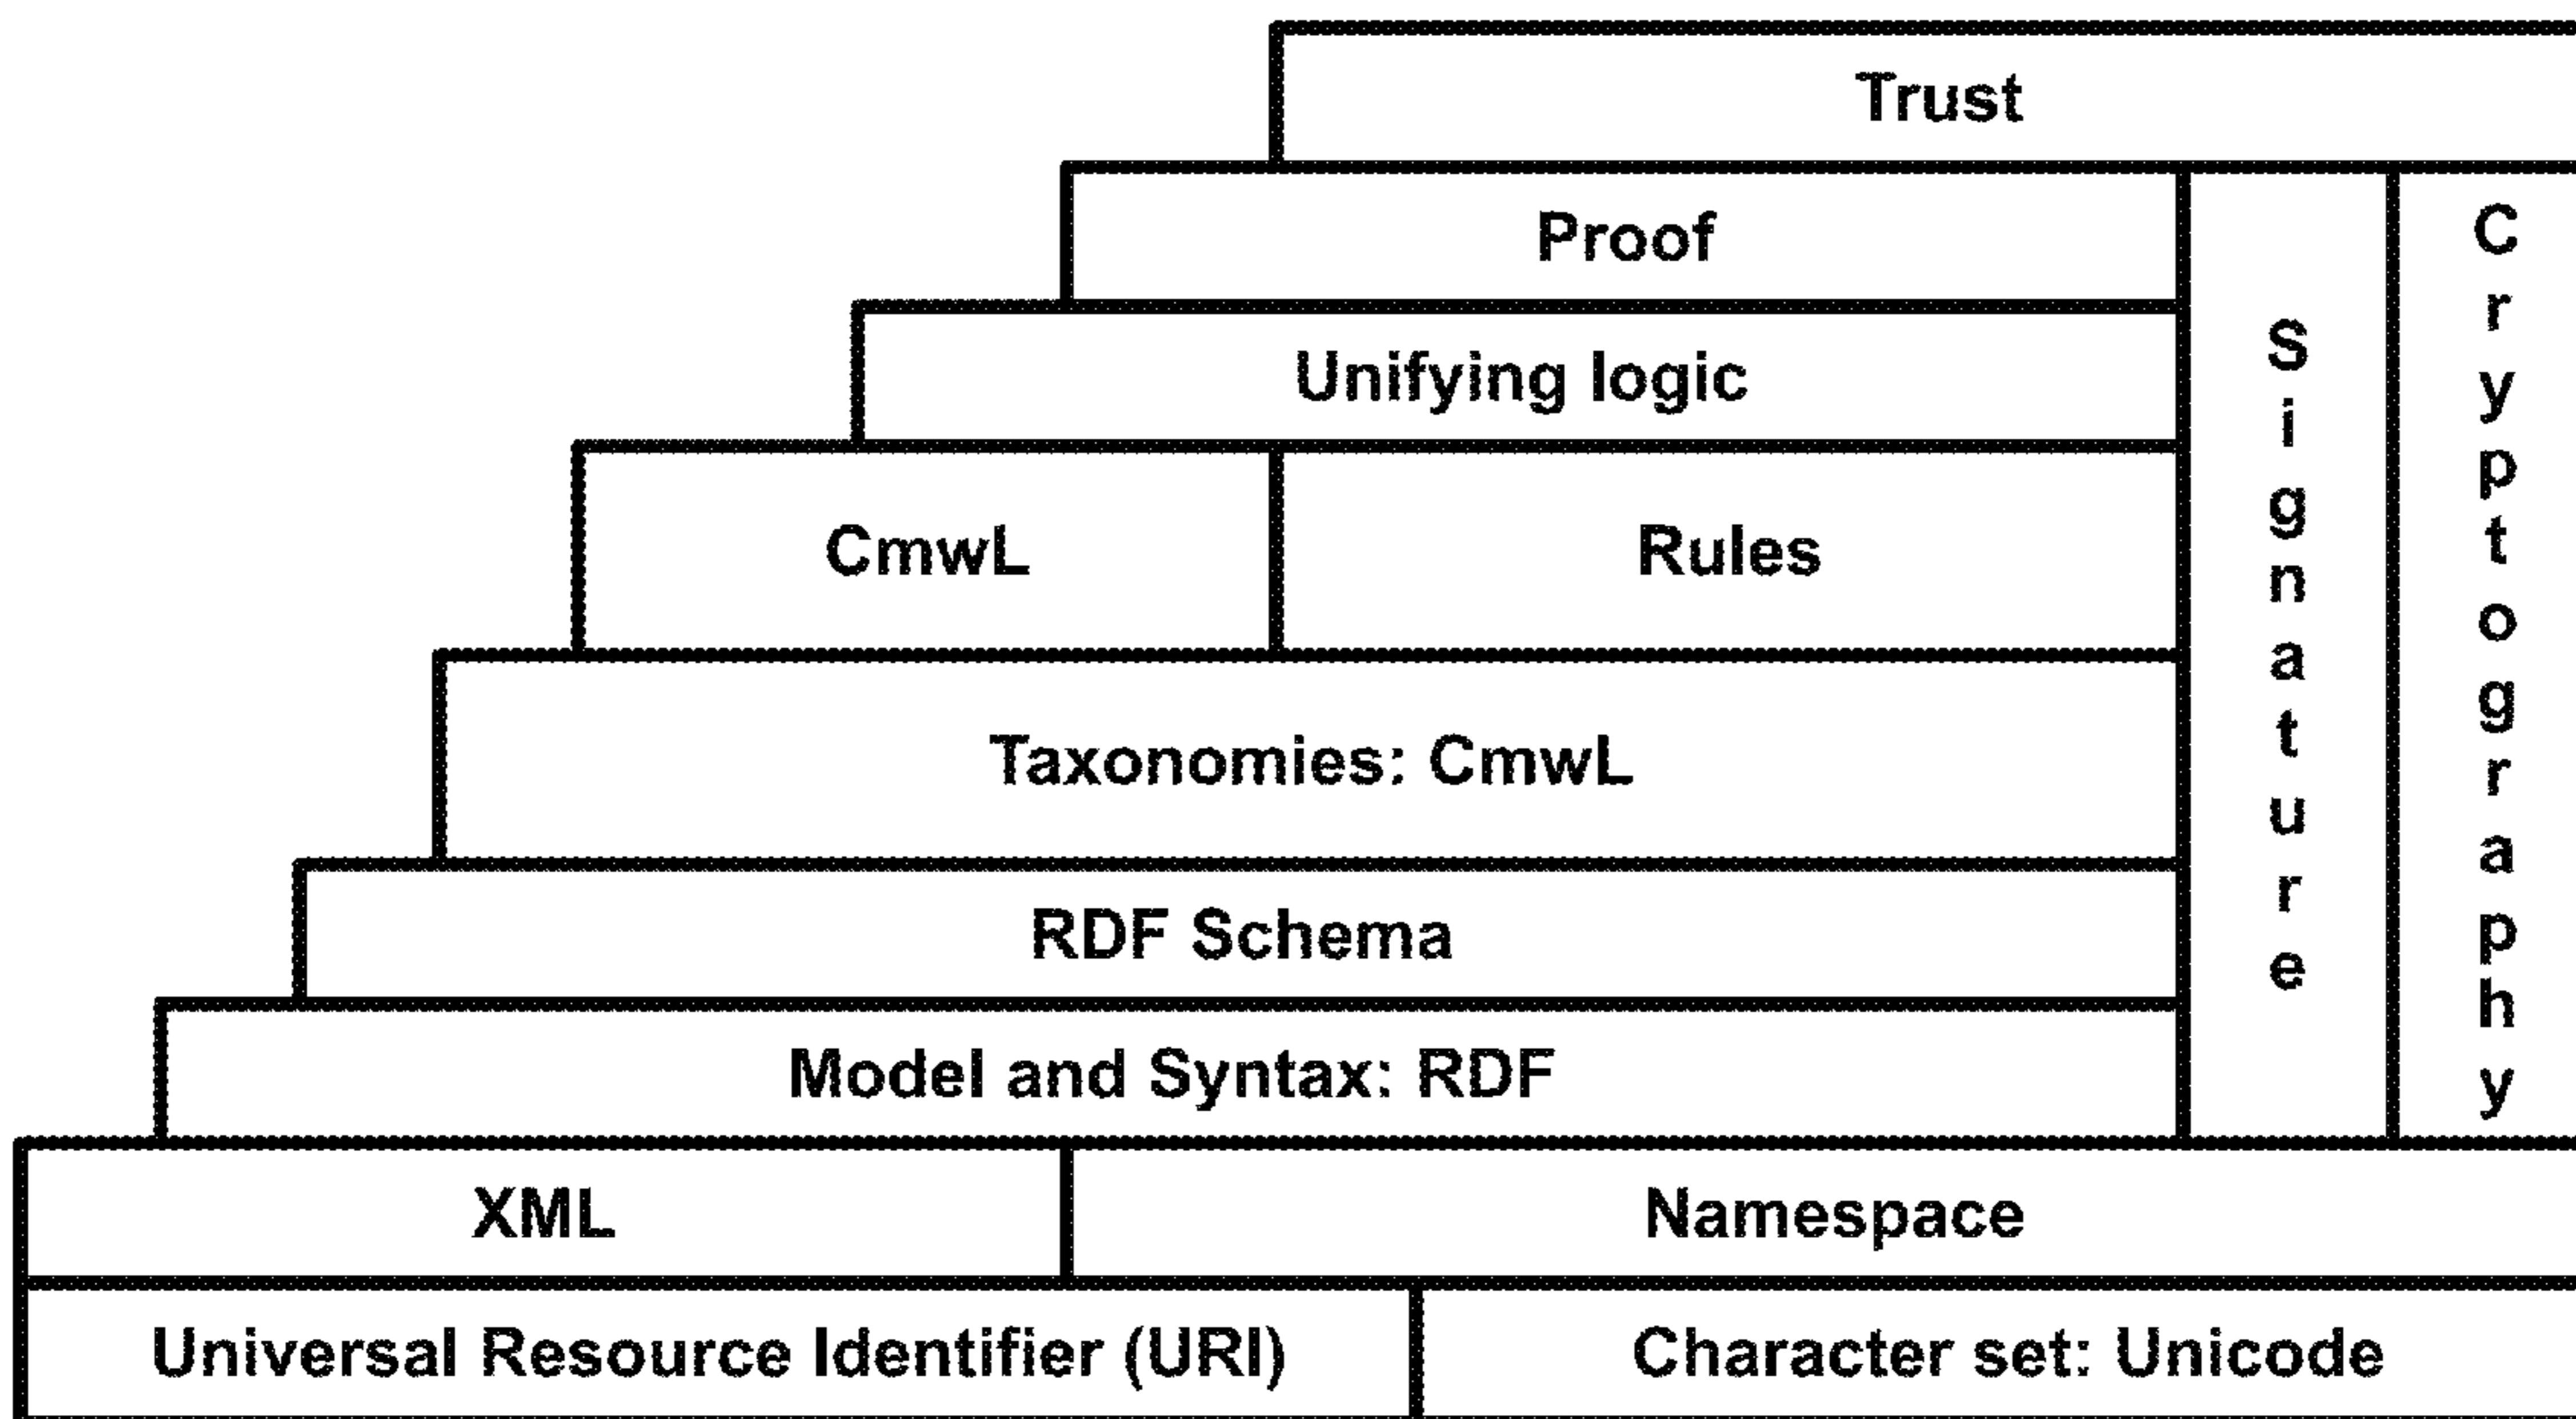 Trust
Proof
Unifying logic
CmwL
Rules
Taxonomies: CmwL
RDF Schema
Model and Syntax: RDF
Signature
Cryptography
XML
Namespace
Universal Resource Identifier (URI)
Character set: Unicode